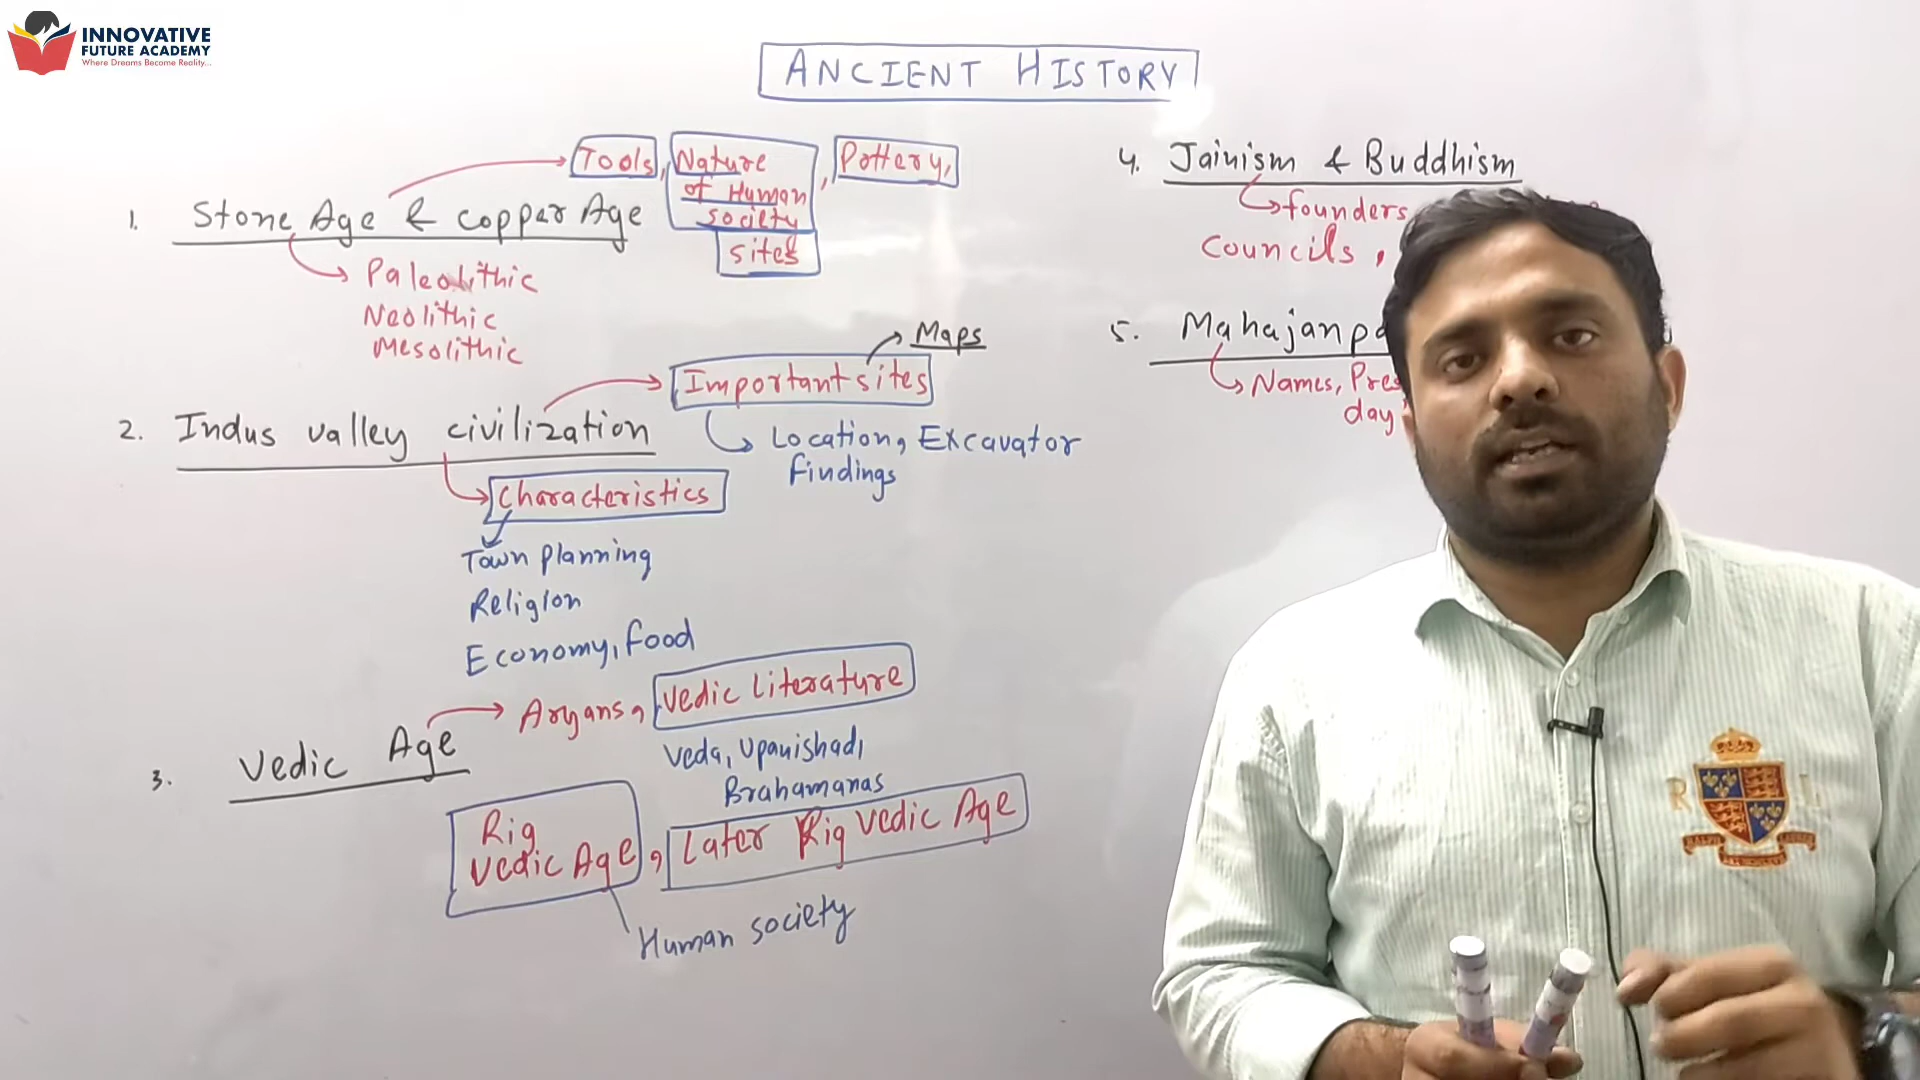 INNOVATIVE
FUTURE ACADEMY
Where Dreams Become Reality...
ANCIENT HISTORY
1. Stone Age & Copper Age
Tools, Nature of Human society, Pottery,
sites
Paleolithic
Neolithic
Mesolithic
2. Indus valley civilization
Important sites
Maps
Location, Excavator
findings
Characteristics
Town planning
Religion
Economy, food
3. Vedic Age
Aryans, Vedic Literature
Veda, Upanishad,
Brahamanas
Rig Vedic Age, Later Rig Vedic Age
Human society
4. Jainism & Buddhism
founders,
Councils,
5. Mahajanpa
Names, Pres
day